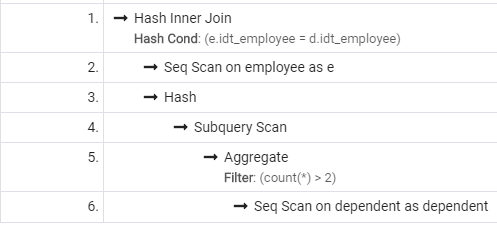 1. → Hash Inner Join
Hash Cond: (e.idt_employee = d.idt_employee)
2. → Seq Scan on employee as e
3. → Hash
4. → Subquery Scan
5. → Aggregate
Filter: (count(*) > 2)
6. → Seq Scan on dependent as dependent